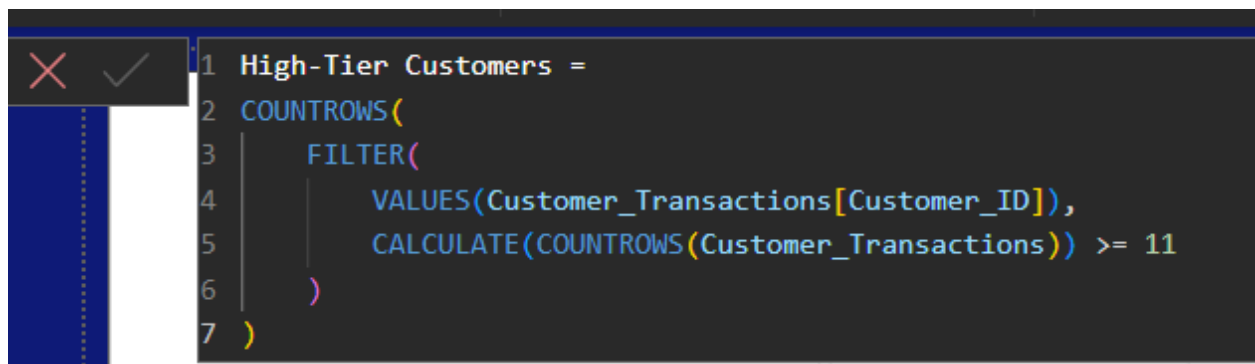 1 High-Tier Customers =
2 COUNTROWS(
3 FILTER(
4 VALUES(Customer_Transactions[Customer_ID]),
5 CALCULATE(COUNTROWS(Customer_Transactions)) >= 11
6 )
7 )